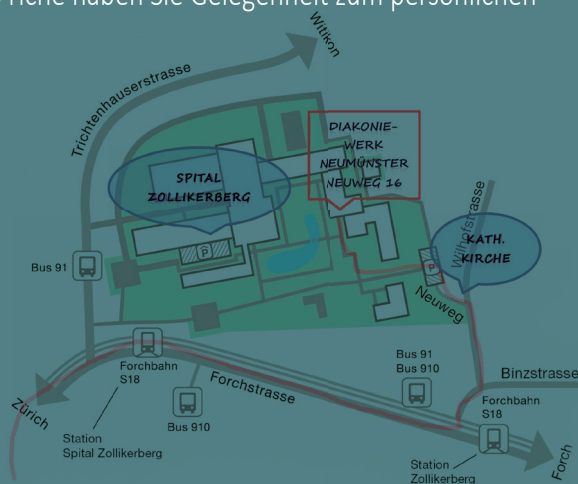 haben Sie Gelegenheit zum persönlichen
Witikon
Trichtenhauserstrasse
DIAKONIE-
WERK
NEUMÜNSTER
NEUWEG 16
SPITAL
ZOLLIKERBERG
P
Wilhofstrasse
KATH.
KIRCHE
P
Bus 91
Neuweg
Forchbahn
S18
Forchstrasse
Bus 91
Bus 910
Binzstrasse
Zürich
Bus 910
Forchbahn
S18
Station
Spital Zollikerberg
Station
Zollikerberg
Forch